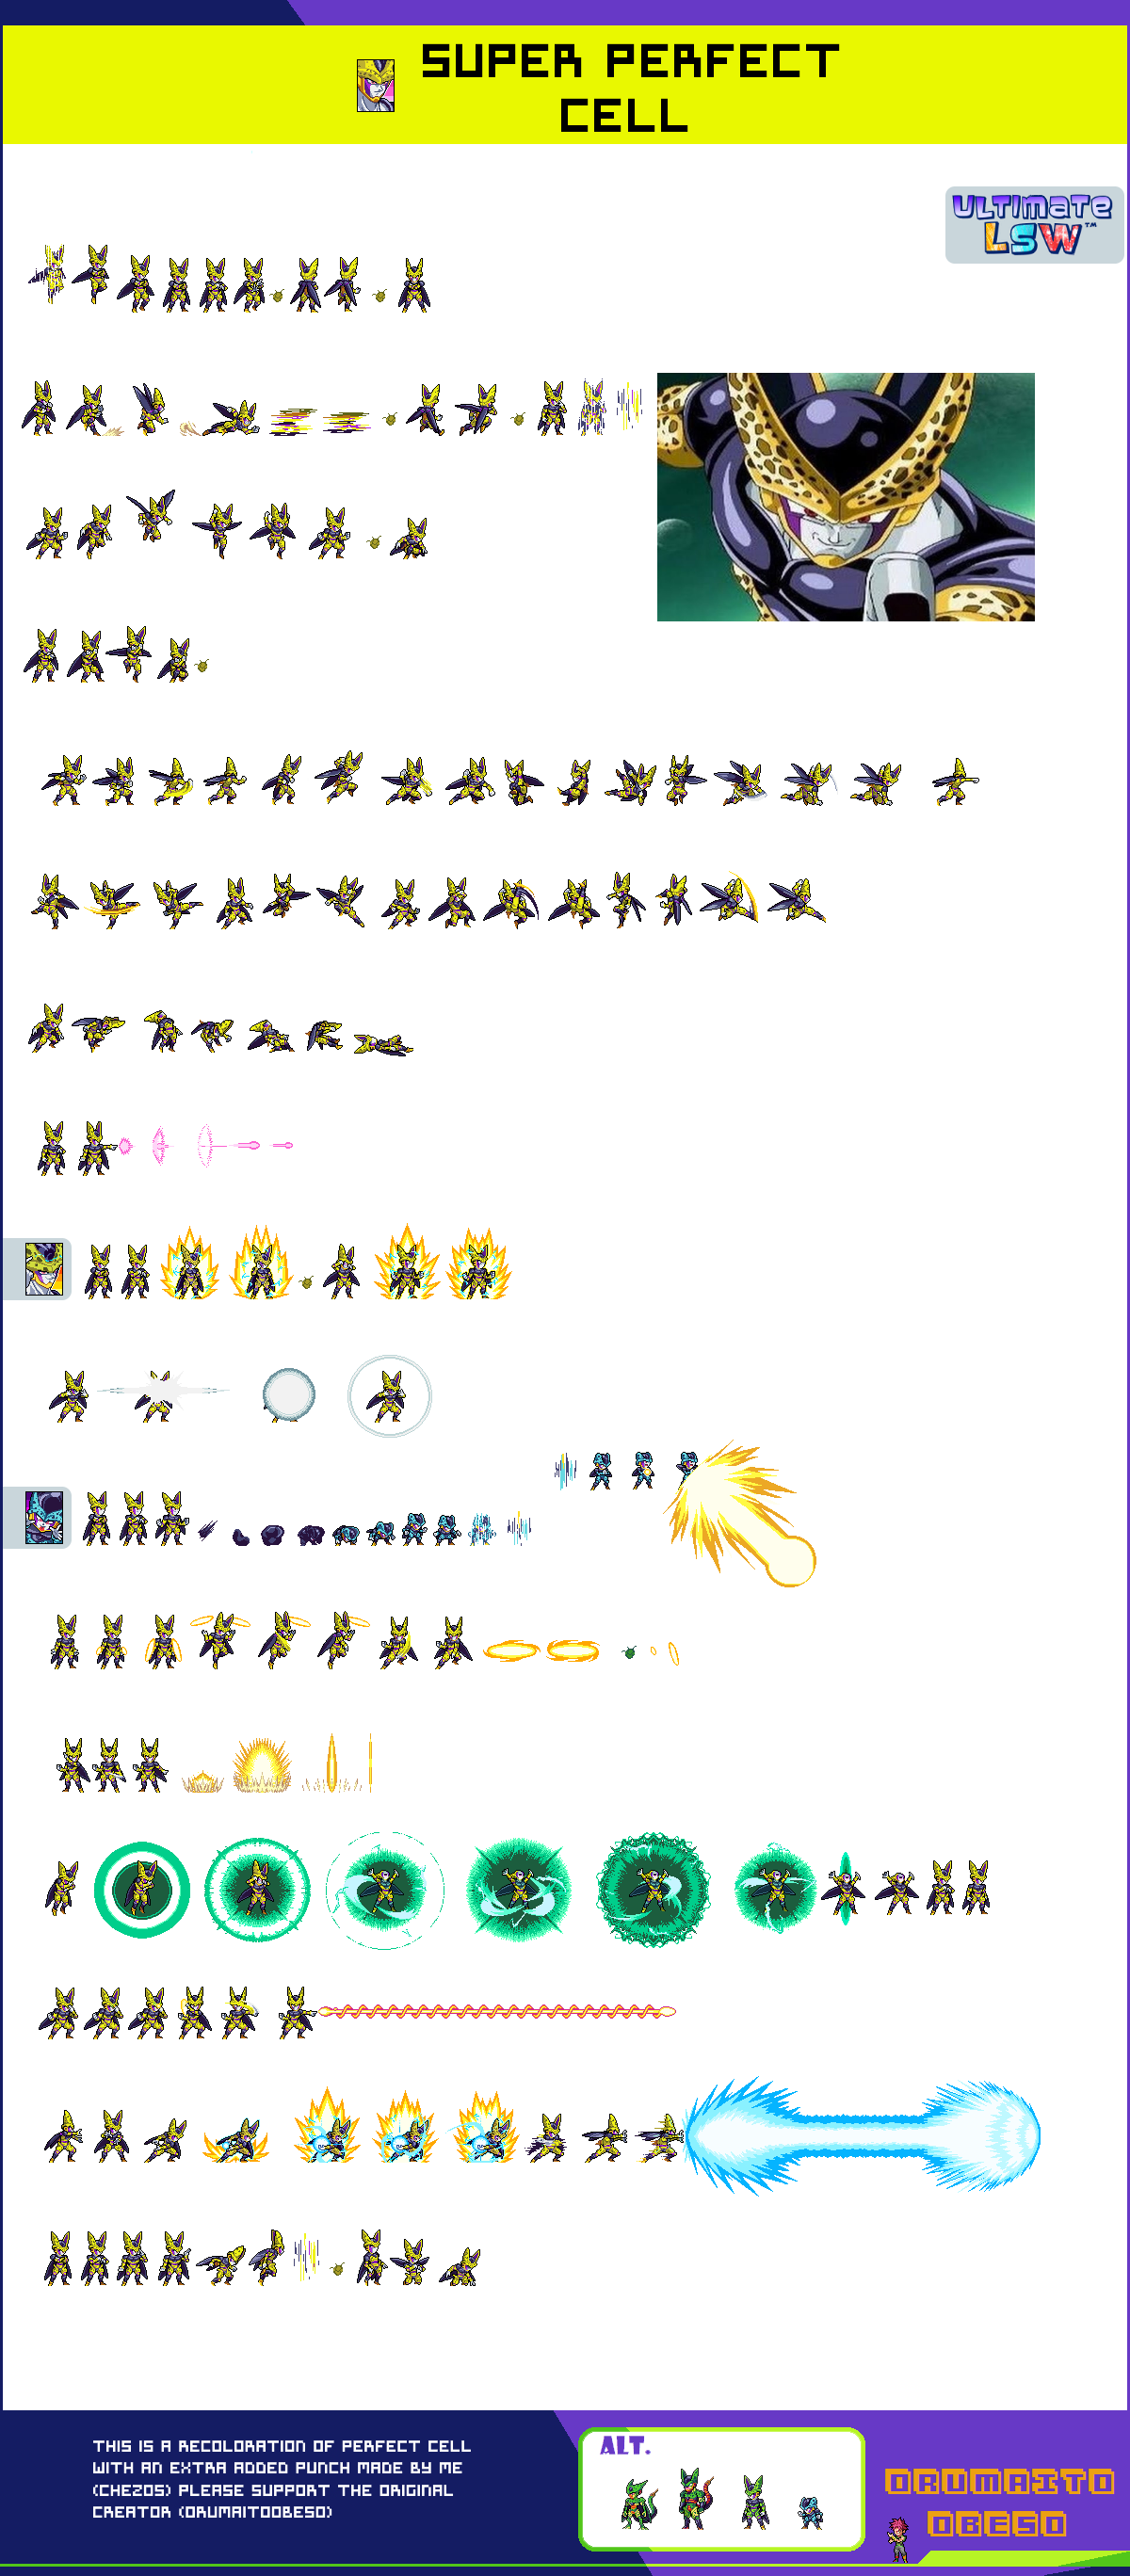 SUPER PERFECT
CELL
ULTIMATE
LSW™
THIS IS A RECOLORATION OF PERFECT CELL
WITH AN EXTRA ADDED PUNCH MADE BY ME
(CHEZOS) PLEASE SUPPORT THE ORIGINAL
CREATOR (DRUMAITOOBESO)
ALT.
DRUMAITO
OBESO